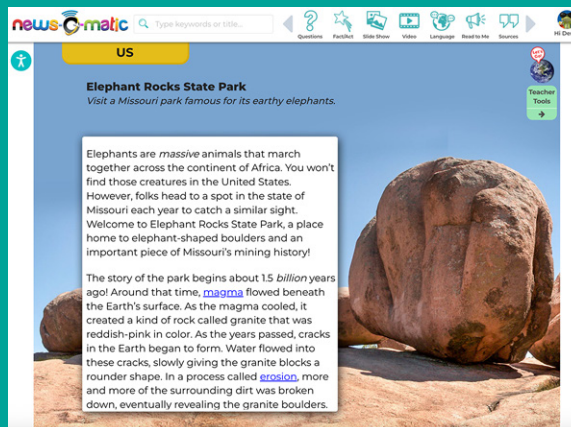 news-O-matic
Type keywords or title...
Questions
Fact/Act
Slide Show
Video
Language
Read to Me
Sources
Hi De
US
LET'S GO!
Teacher
Tools
Elephant Rocks State Park
Visit a Missouri park famous for its earthy elephants.
Elephants are massive animals that march
together across the continent of Africa. You won't
find those creatures in the United States.
However, folks head to a spot in the state of
Missouri each year to catch a similar sight.
Welcome to Elephant Rocks State Park, a place
home to elephant-shaped boulders and an
important piece of Missouri's mining history!
The story of the park begins about 1.5 billion years
ago! Around that time, magma flowed beneath
the Earth's surface. As the magma cooled, it
created a kind of rock called granite that was
reddish-pink in color. As the years passed, cracks
in the Earth began to form. Water flowed into
these cracks, slowly giving the granite blocks a
rounder shape. In a process called erosion, more
and more of the surrounding dirt was broken
down, eventually revealing the granite boulders.